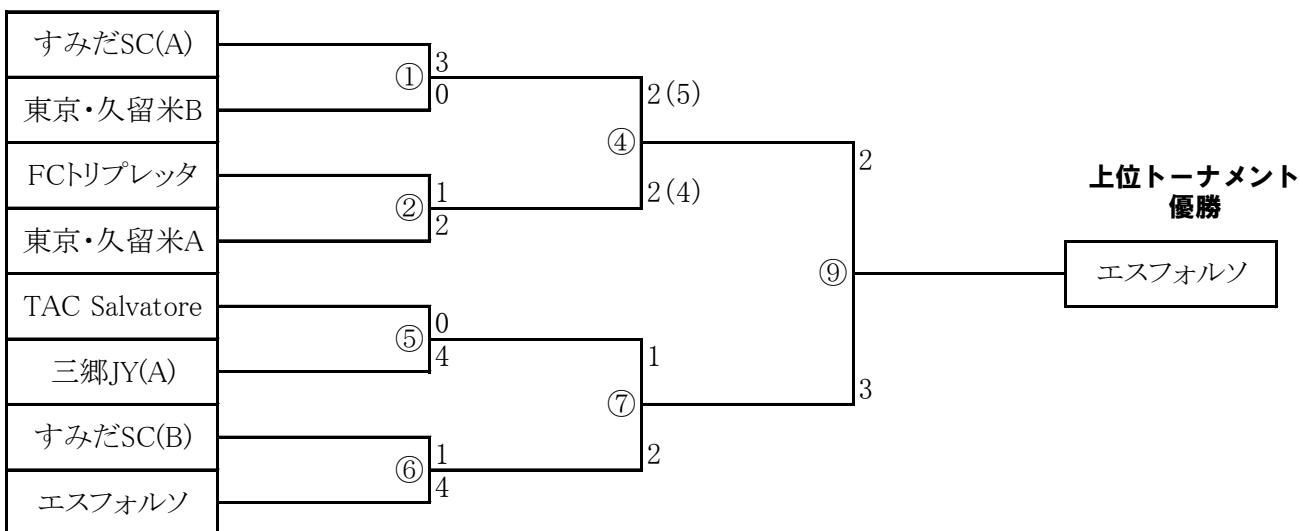 すみだSC(A)
東京・久留米B
FCトリプレッタ
東京・久留米A
TAC Salvatore
三郷JY(A)
すみだSC(B)
エスフォルソ
①
3
0
②
1
2
⑤
0
4
⑥
1
4
④
2(5)
2(4)
⑦
1
2
⑨
2
3
上位トーナメント
優勝
エスフォルソ